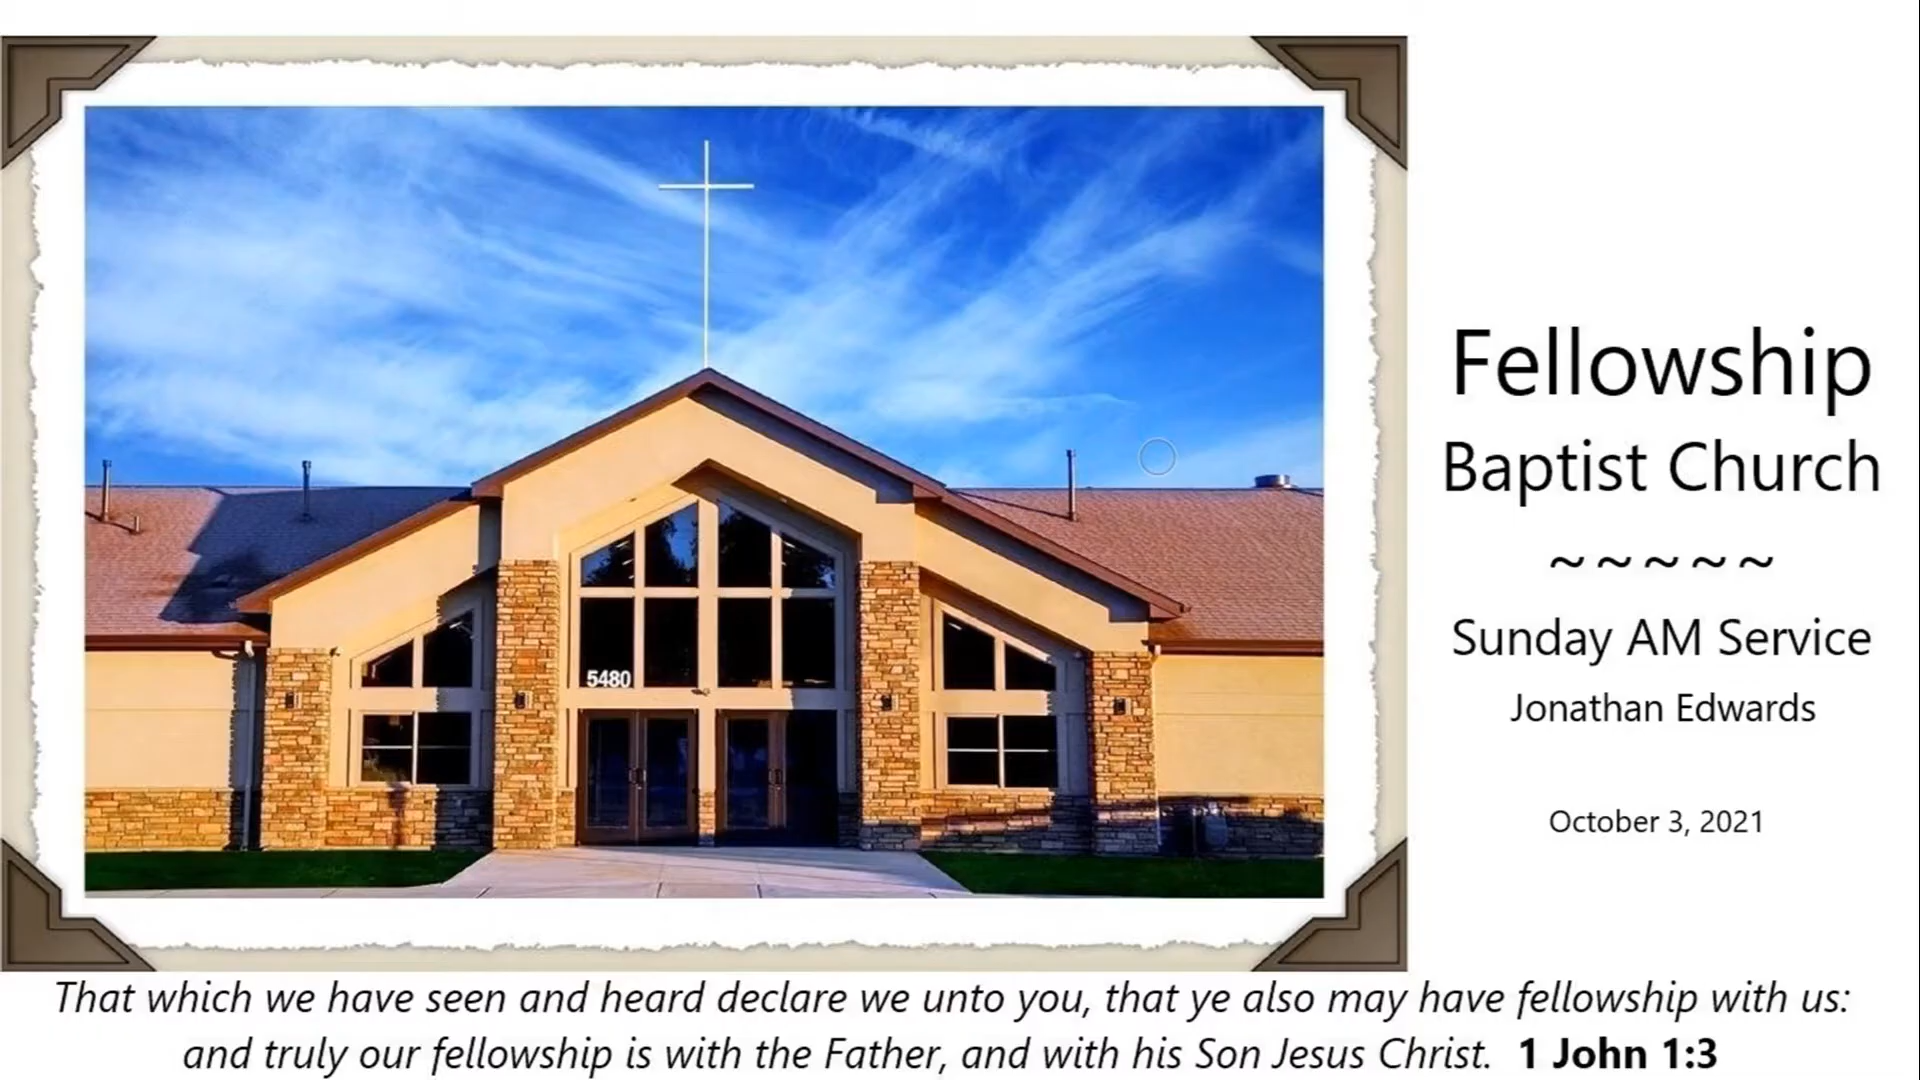 Fellowship
Baptist Church
~ ~ ~ ~ ~
Sunday AM Service
Jonathan Edwards
October 3, 2021
5480
That which we have seen and heard declare we unto you, that ye also may have fellowship with us:
and truly our fellowship is with the Father, and with his Son Jesus Christ. 1 John 1:3